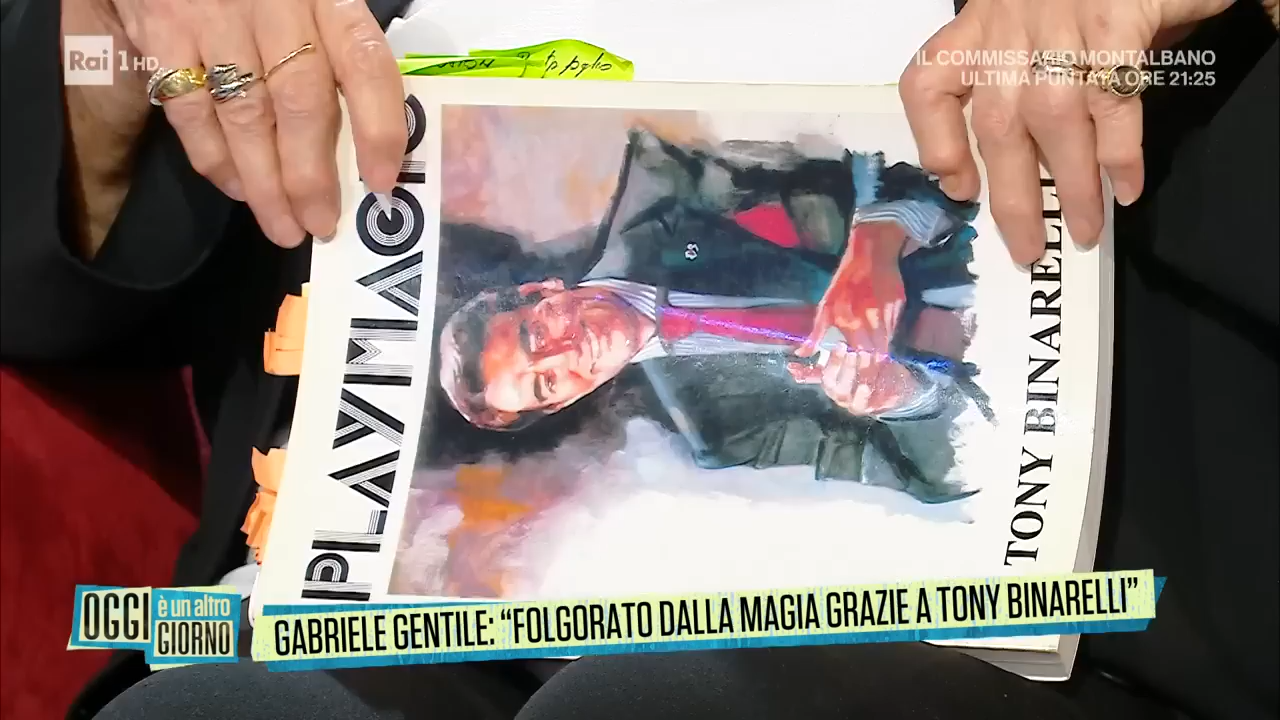 Rai 1 HD
IL COMMISSARIO MONTALBANO
ULTIMA PUNTATA ORE 21:25
PLAYMAGIC
TONY BINARELLI
OGGI
è un altro
GIORNO
GABRIELE GENTILE: “FOLGORATO DALLA MAGIA GRAZIE A TONY BINARELLI”